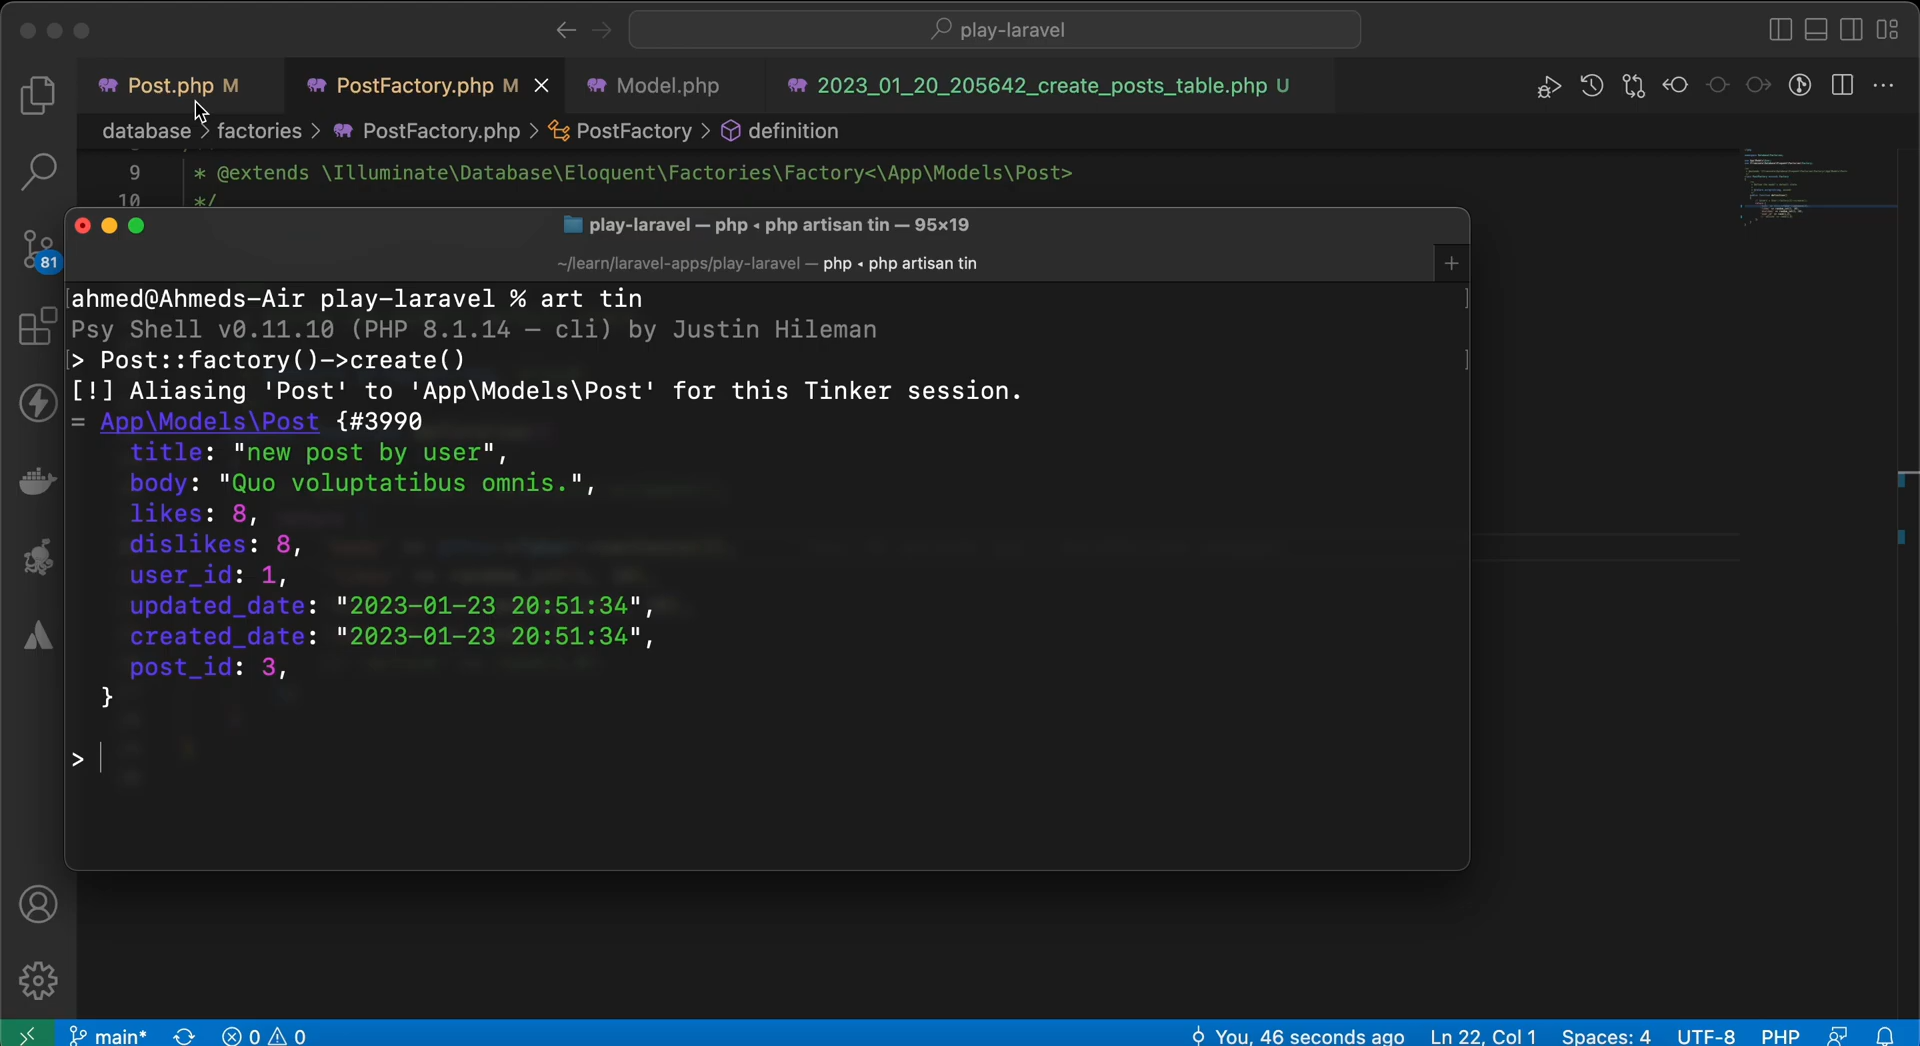 play-laravel
Post.php M
PostFactory.php M
Model.php
2023_01_20_205642_create_posts_table.php U
database > factories > PostFactory.php > PostFactory > definition
9 * @extends \Illuminate\Database\Eloquent\Factories\Factory<\App\Models\Post>
10 */
play-laravel — php ◂ php artisan tin — 95×19
~/learn/laravel-apps/play-laravel — php ◂ php artisan tin +
[ahmed@Ahmeds-Air play-laravel % art tin ]
Psy Shell v0.11.10 (PHP 8.1.14 — cli) by Justin Hileman
[> Post::factory()->create() ]
[!] Aliasing 'Post' to 'App\Models\Post' for this Tinker session.
= App\Models\Post {#3990
title: "new post by user",
body: "Quo voluptatibus omnis.",
likes: 8,
dislikes: 8,
user_id: 1,
updated_date: "2023-01-23 20:51:34",
created_date: "2023-01-23 20:51:34",
post_id: 3,
}
>
81
main* 0 0 You, 46 seconds ago Ln 22, Col 1 Spaces: 4 UTF-8 PHP